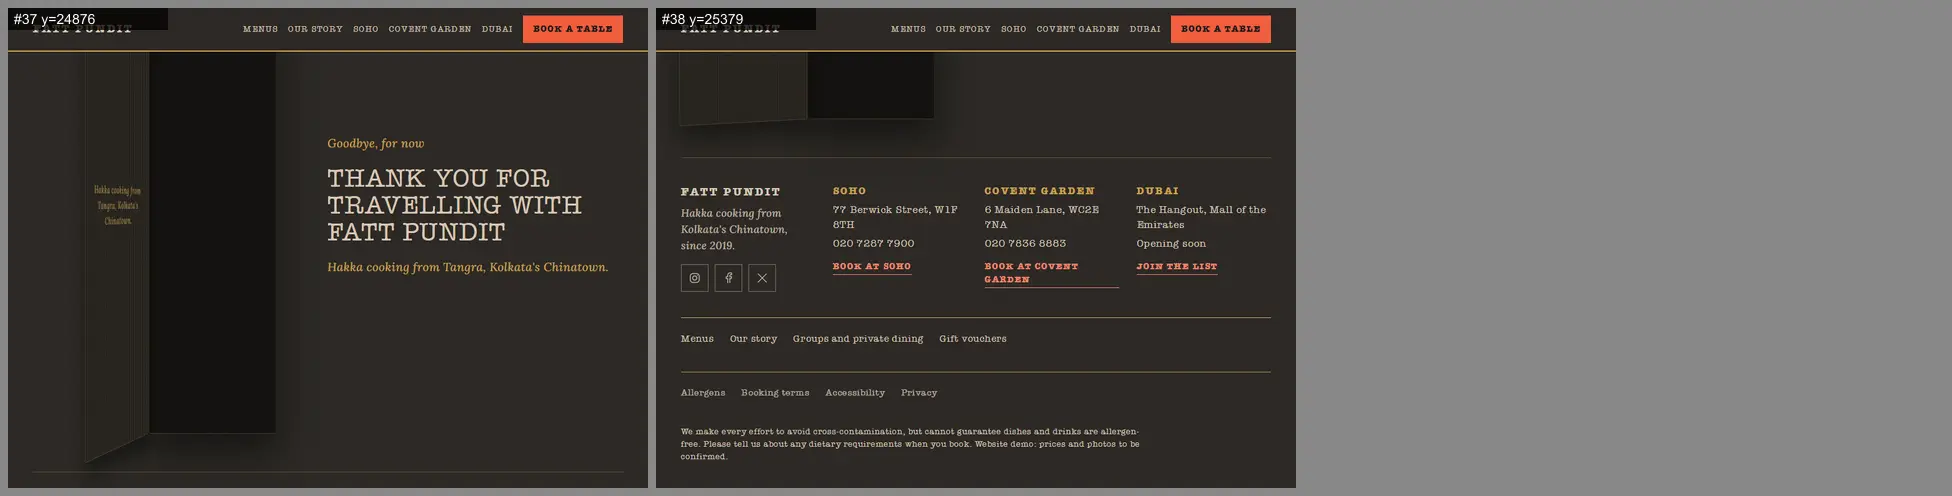 #37 y=24876
FATT PUNDIT
MENUS OUR STORY SOHO COVENT GARDEN DUBAI BOOK A TABLE
Hakka cooking from
Tangra, Kolkata's
Chinatown.
Goodbye, for now
THANK YOU FOR
TRAVELLING WITH
FATT PUNDIT
Hakka cooking from Tangra, Kolkata's Chinatown.
#38 y=25379
FATT PUNDIT
MENUS OUR STORY SOHO COVENT GARDEN DUBAI BOOK A TABLE
FATT PUNDIT
Hakka cooking from
Kolkata's Chinatown,
since 2019.
SOHO
77 Berwick Street, W1F
8TH
020 7287 7900
BOOK AT SOHO
COVENT GARDEN
6 Maiden Lane, WC2E
7NA
020 7836 8883
BOOK AT COVENT
GARDEN
DUBAI
The Hangout, Mall of the
Emirates
Opening soon
JOIN THE LIST
Menus Our story Groups and private dining Gift vouchers
Allergens Booking terms Accessibility Privacy
We make every effort to avoid cross-contamination, but cannot guarantee dishes and drinks are allergen-
free. Please tell us about any dietary requirements when you book. Website demo: prices and photos to be
confirmed.